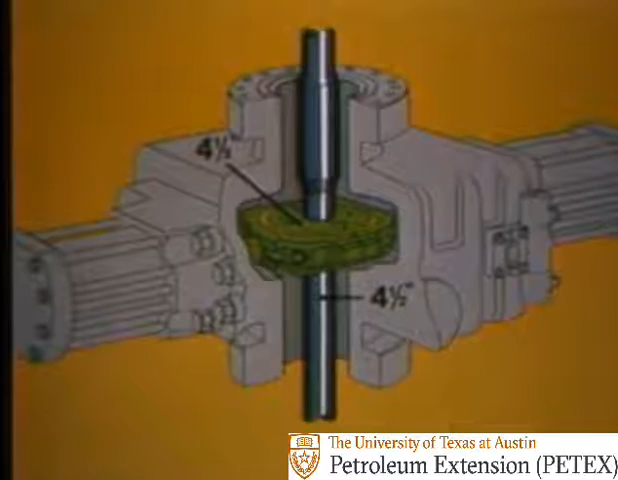 4½"
4½"
The University of Texas at Austin
Petroleum Extension (PETEX)